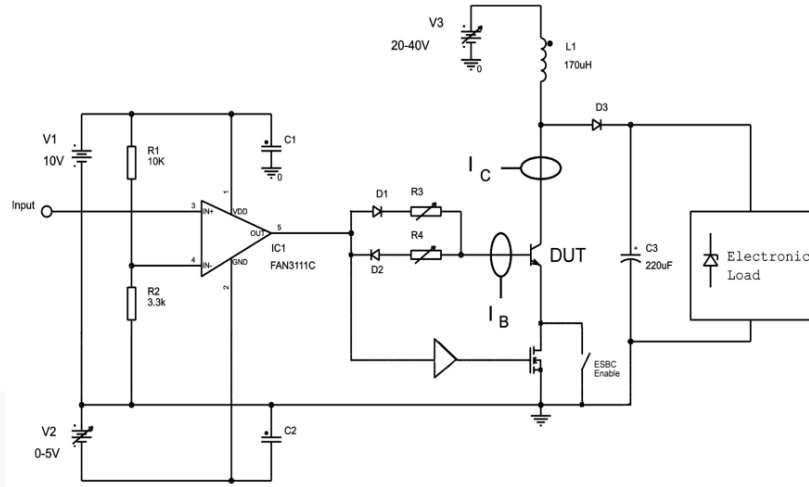 V3
20-40V
0
L1
170uH
D3
V1
10V
R1
10K
C1
0
I C
Input
3
IN+
1
VDD
OUT
5
IC1
FAN3111C
4
IN-
GND
2
D1
R3
R4
D2
DUT
I B
R2
3.3k
C3
220uF
+
Electronic
Load
ESBC
Enable
V2
0-5V
C2